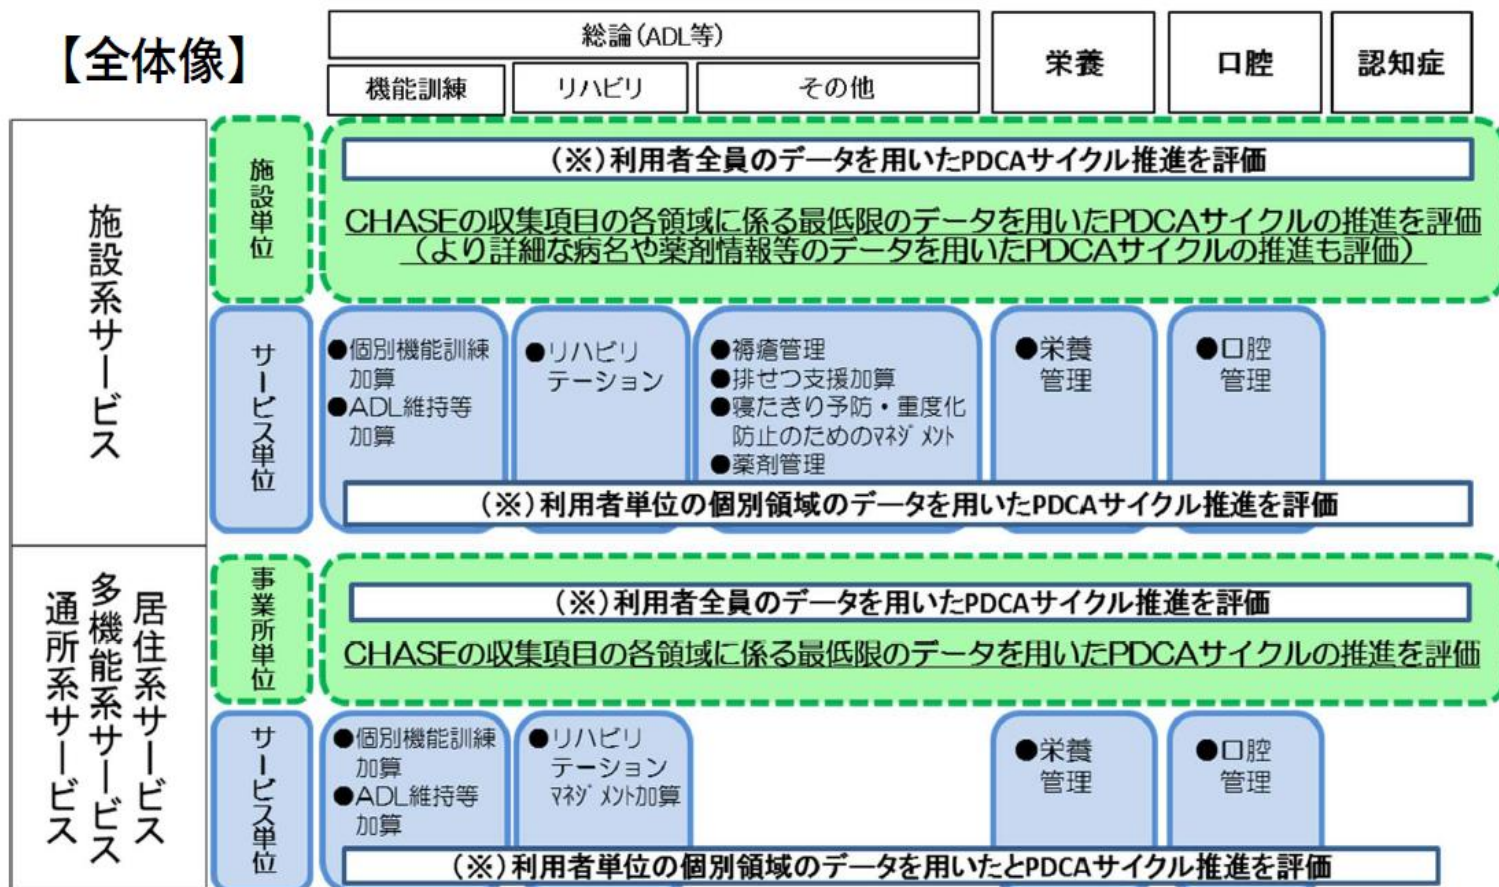 【全体像】
総論(ADL等)
機能訓練
リハビリ
その他
栄養
口腔
認知症
施設系サービス
施設単位
(※)利用者全員のデータを用いたPDCAサイクル推進を評価
CHASEの収集項目の各領域に係る最低限のデータを用いたPDCAサイクルの推進を評価
(より詳細な病名や薬剤情報等のデータを用いたPDCAサイクルの推進も評価)
サービス単位
●個別機能訓練
加算
●ADL維持等
加算
●リハビリ
テーション
●褥瘡管理
●排せつ支援加算
●寝たきり予防・重度化
防止のためのマネジメント
●薬剤管理
●栄養
管理
●口腔
管理
(※)利用者単位の個別領域のデータを用いたPDCAサイクル推進を評価
居住系サービス
多機能系サービス
通所系サービス
事業所単位
(※)利用者全員のデータを用いたPDCAサイクル推進を評価
CHASEの収集項目の各領域に係る最低限のデータを用いたPDCAサイクルの推進を評価
サービス単位
●個別機能訓練
加算
●ADL維持等
加算
●リハビリ
テーション
マネジメント加算
●栄養
管理
●口腔
管理
(※)利用者単位の個別領域のデータを用いたとPDCAサイクル推進を評価